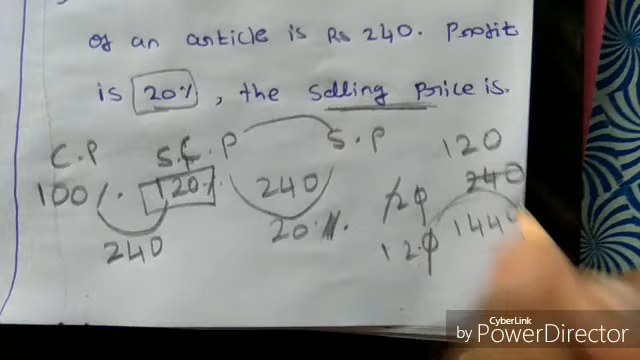 of an article is Rs 240. Profit
is 20% , the Selling Price is.
C.P S.C.P S.P 120
100%. 120%. 240 240
240 20%. 120 144
CyberLink
by PowerDirector